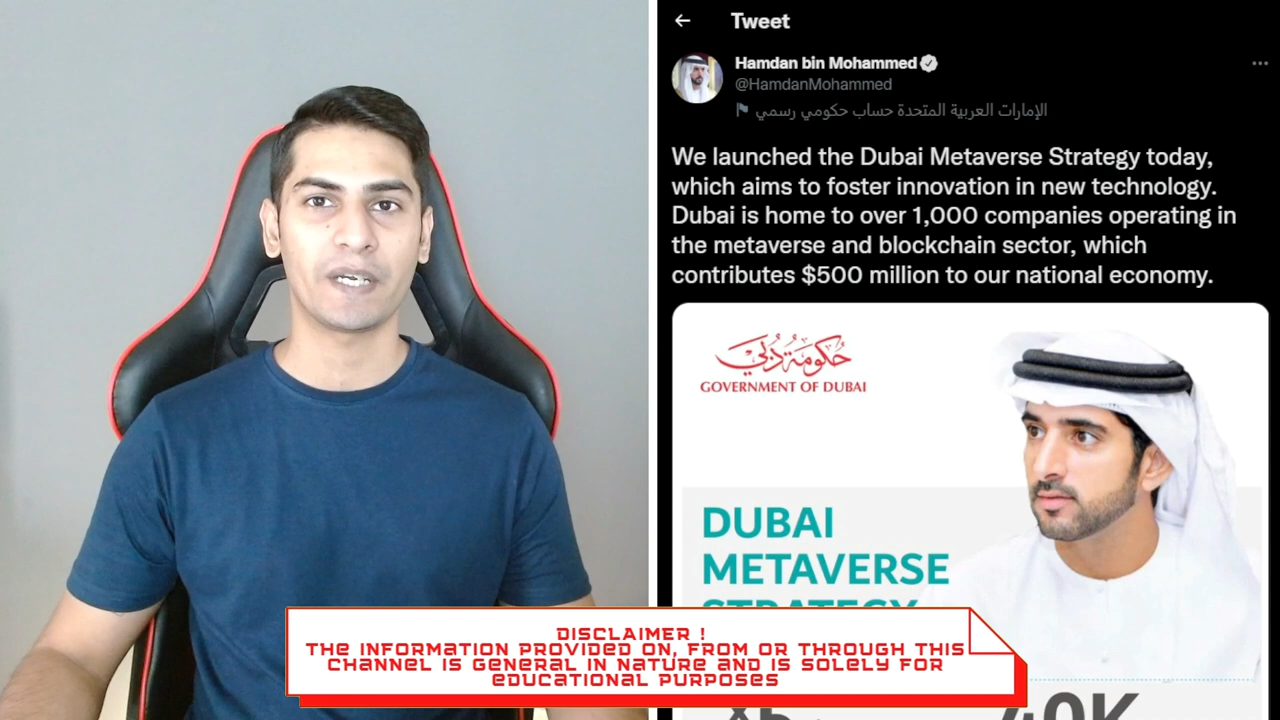 Tweet
Hamdan bin Mohammed
@HamdanMohammed
الإمارات العربية المتحدة حساب حكومي رسمي
We launched the Dubai Metaverse Strategy today,
which aims to foster innovation in new technology.
Dubai is home to over 1,000 companies operating in
the metaverse and blockchain sector, which
contributes $500 million to our national economy.
حكومة دبي
GOVERNMENT OF DUBAI
DUBAI
METAVERSE
STRATEGY
40K
DISCLAIMER !
THE INFORMATION PROVIDED ON, FROM OR THROUGH THIS
CHANNEL IS GENERAL IN NATURE AND IS SOLELY FOR
EDUCATIONAL PURPOSES